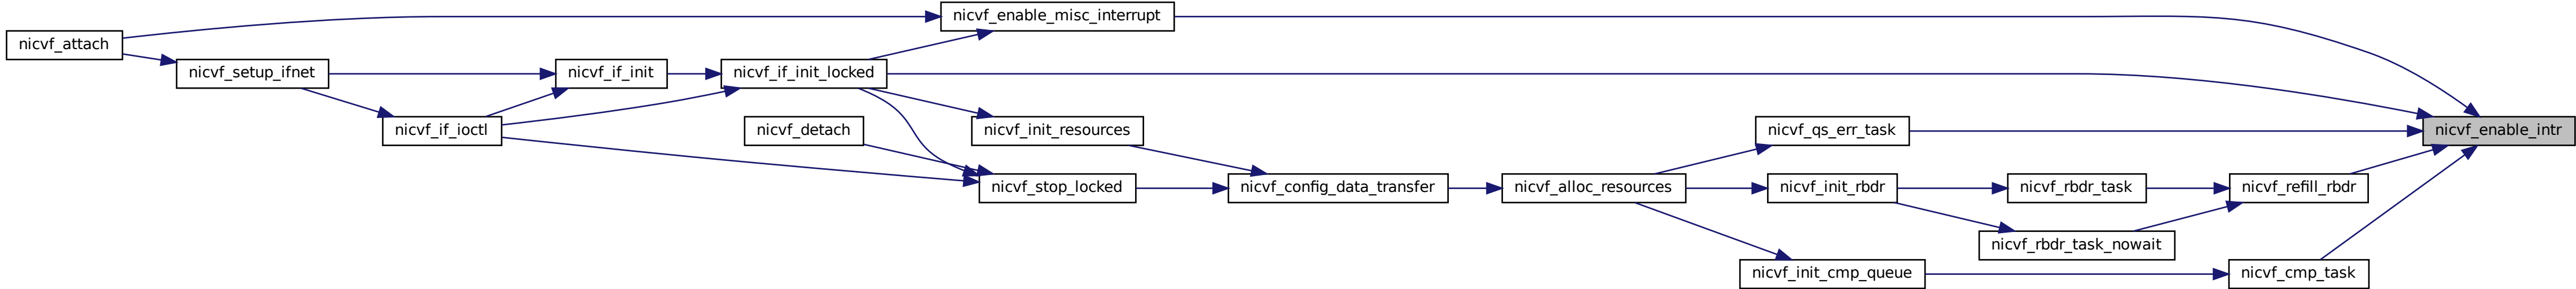 nicvf_enable_misc_interrupt
nicvf_attach
nicvf_setup_ifnet
nicvf_if_init
nicvf_if_init_locked
nicvf_if_ioctl
nicvf_detach
nicvf_init_resources
nicvf_qs_err_task
nicvf_enable_intr
nicvf_stop_locked
nicvf_config_data_transfer
nicvf_alloc_resources
nicvf_init_rbdr
nicvf_rbdr_task
nicvf_refill_rbdr
nicvf_rbdr_task_nowait
nicvf_init_cmp_queue
nicvf_cmp_task